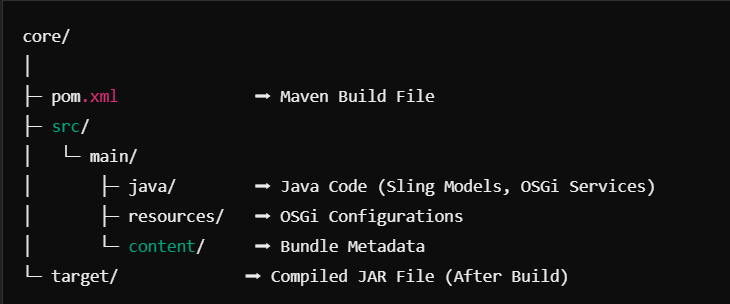 core/
│
├─ pom.xml                ➡ Maven Build File
├─ src/
│   └─ main/
│       ├─ java/          ➡ Java Code (Sling Models, OSGi Services)
│       ├─ resources/     ➡ OSGi Configurations
│       └─ content/       ➡ Bundle Metadata
└─ target/               ➡ Compiled JAR File (After Build)